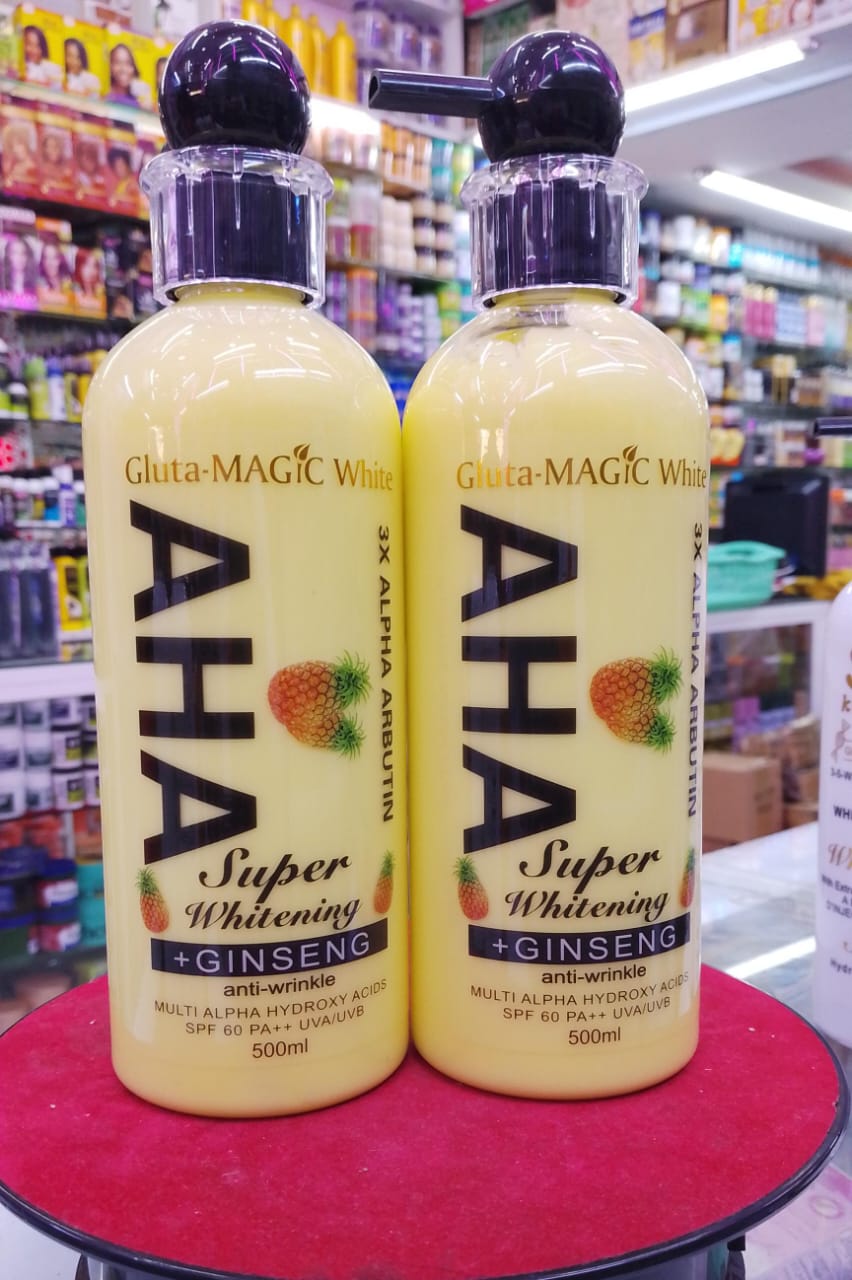 Gluta-MAGiC White
AHA
3X ALPHA ARBUTIN
Super
Whitening
+GINSENG
anti-wrinkle
MULTI ALPHA HYDROXY ACIDS
SPF 60 PA++ UVA/UVB
500ml
Gluta-MAGiC White
AHA
3X ALPHA ARBUTIN
Super
Whitening
+GINSENG
anti-wrinkle
MULTI ALPHA HYDROXY ACIDS
SPF 60 PA++ UVA/UVB
500ml